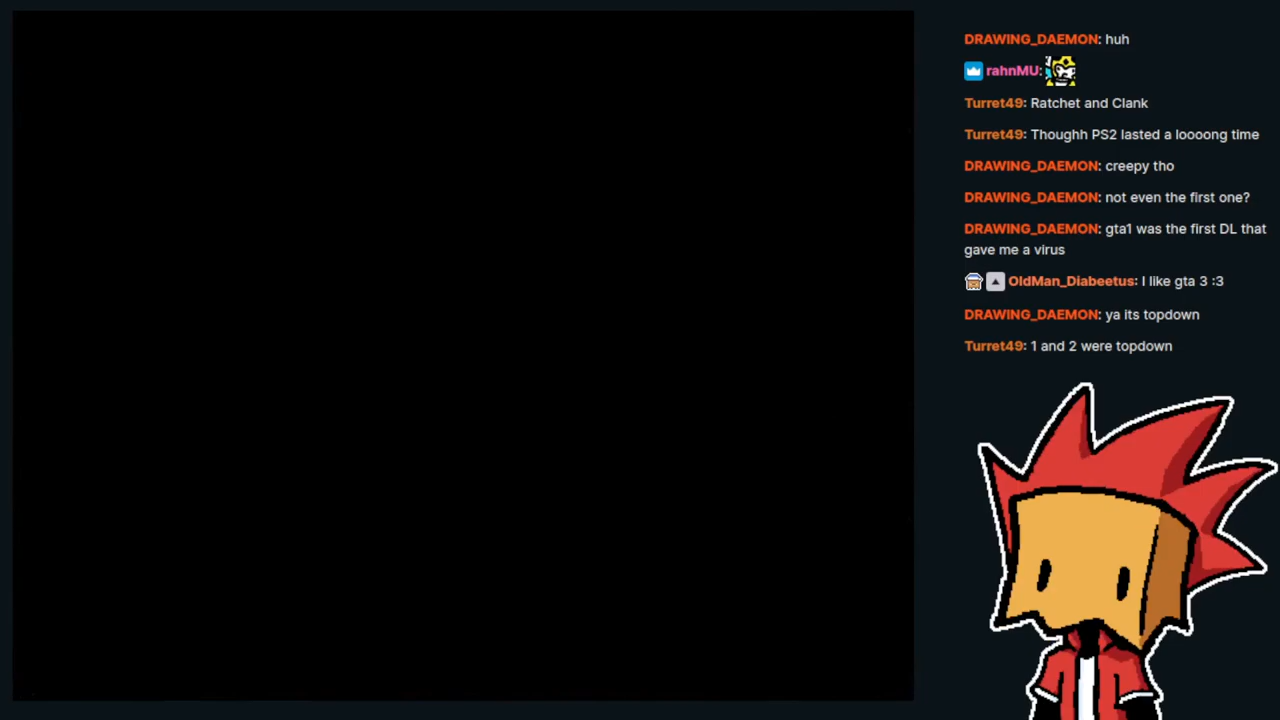 DRAWING_DAEMON: huh
rahnMU:
Turret49: Ratchet and Clank
Turret49: Thoughh PS2 lasted a loooong time
DRAWING_DAEMON: creepy tho
DRAWING_DAEMON: not even the first one?
DRAWING_DAEMON: gta1 was the first DL that
gave me a virus
OldMan_Diabeetus: I like gta 3 :3
DRAWING_DAEMON: ya its topdown
Turret49: 1 and 2 were topdown